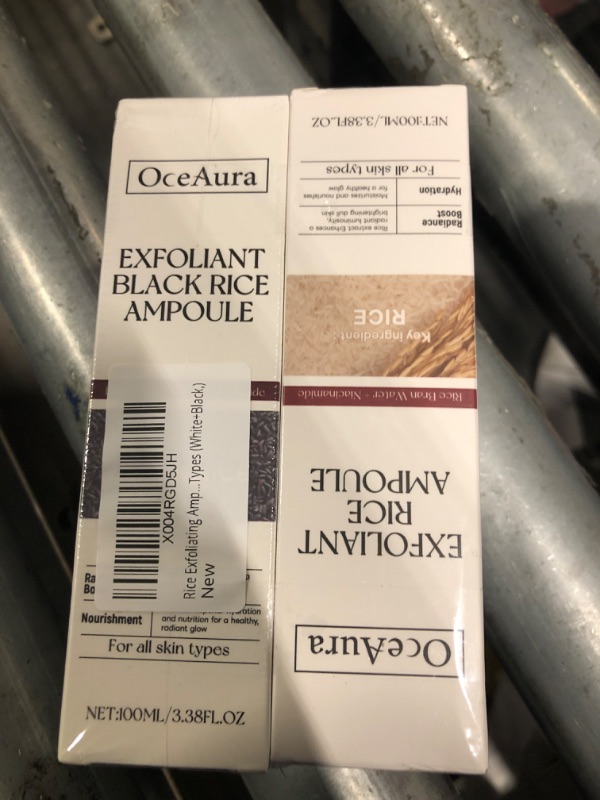 OceAura
EXFOLIANT
BLACK RICE
AMPOULE
X004RGD5JH
Rice Exfoliating Amp...Types (White+Black,)
New
Nourishment
and nutrition for a healthy,
radiant glow
For all skin types
NET:100ML/3.38FL.OZ
OceAura
EXFOLIANT
RICE
AMPOULE
Rice Bran Water · Niacinamide
Key ingredient:
RICE
Radiance
Boost
Rice extract Enhances a
radiant luminosity,
brightening dull skin
Hydration
Moisturizes and nourishes
for a healthy glow
For all skin types
NET:100ML/3.38FL.OZ